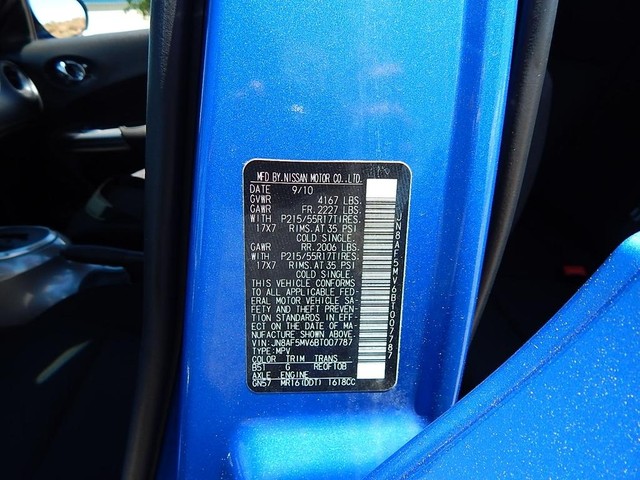 MFD BY.NISSAN MOTOR CO.,LTD.
DATE 9/10
GVWR 4167 LBS.
GAWR FR.2227 LBS.
WITH P215/55R17TIRES.
17X7 RIMS.AT 35 PSI
COLD SINGLE.
GAWR RR.2006 LBS.
WITH P215/55R17TIRES.
17X7 RIMS.AT 35 PSI
COLD SINGLE.
THIS VEHICLE CONFORMS
TO ALL APPLICABLE FED-
ERAL MOTOR VEHICLE SA-
FETY AND THEFT PREVEN-
TION STANDARDS IN EFF-
ECT ON THE DATE OF MA-
NUFACTURE SHOWN ABOVE.
VIN:JN8AF5MV6BT007787
TYPE:MPV
COLOR TRIM TRANS
B51 G RE0F10B
AXLE ENGINE
GN57 MR16(DDT) 1618CC
JN8AF5MV6BT007787